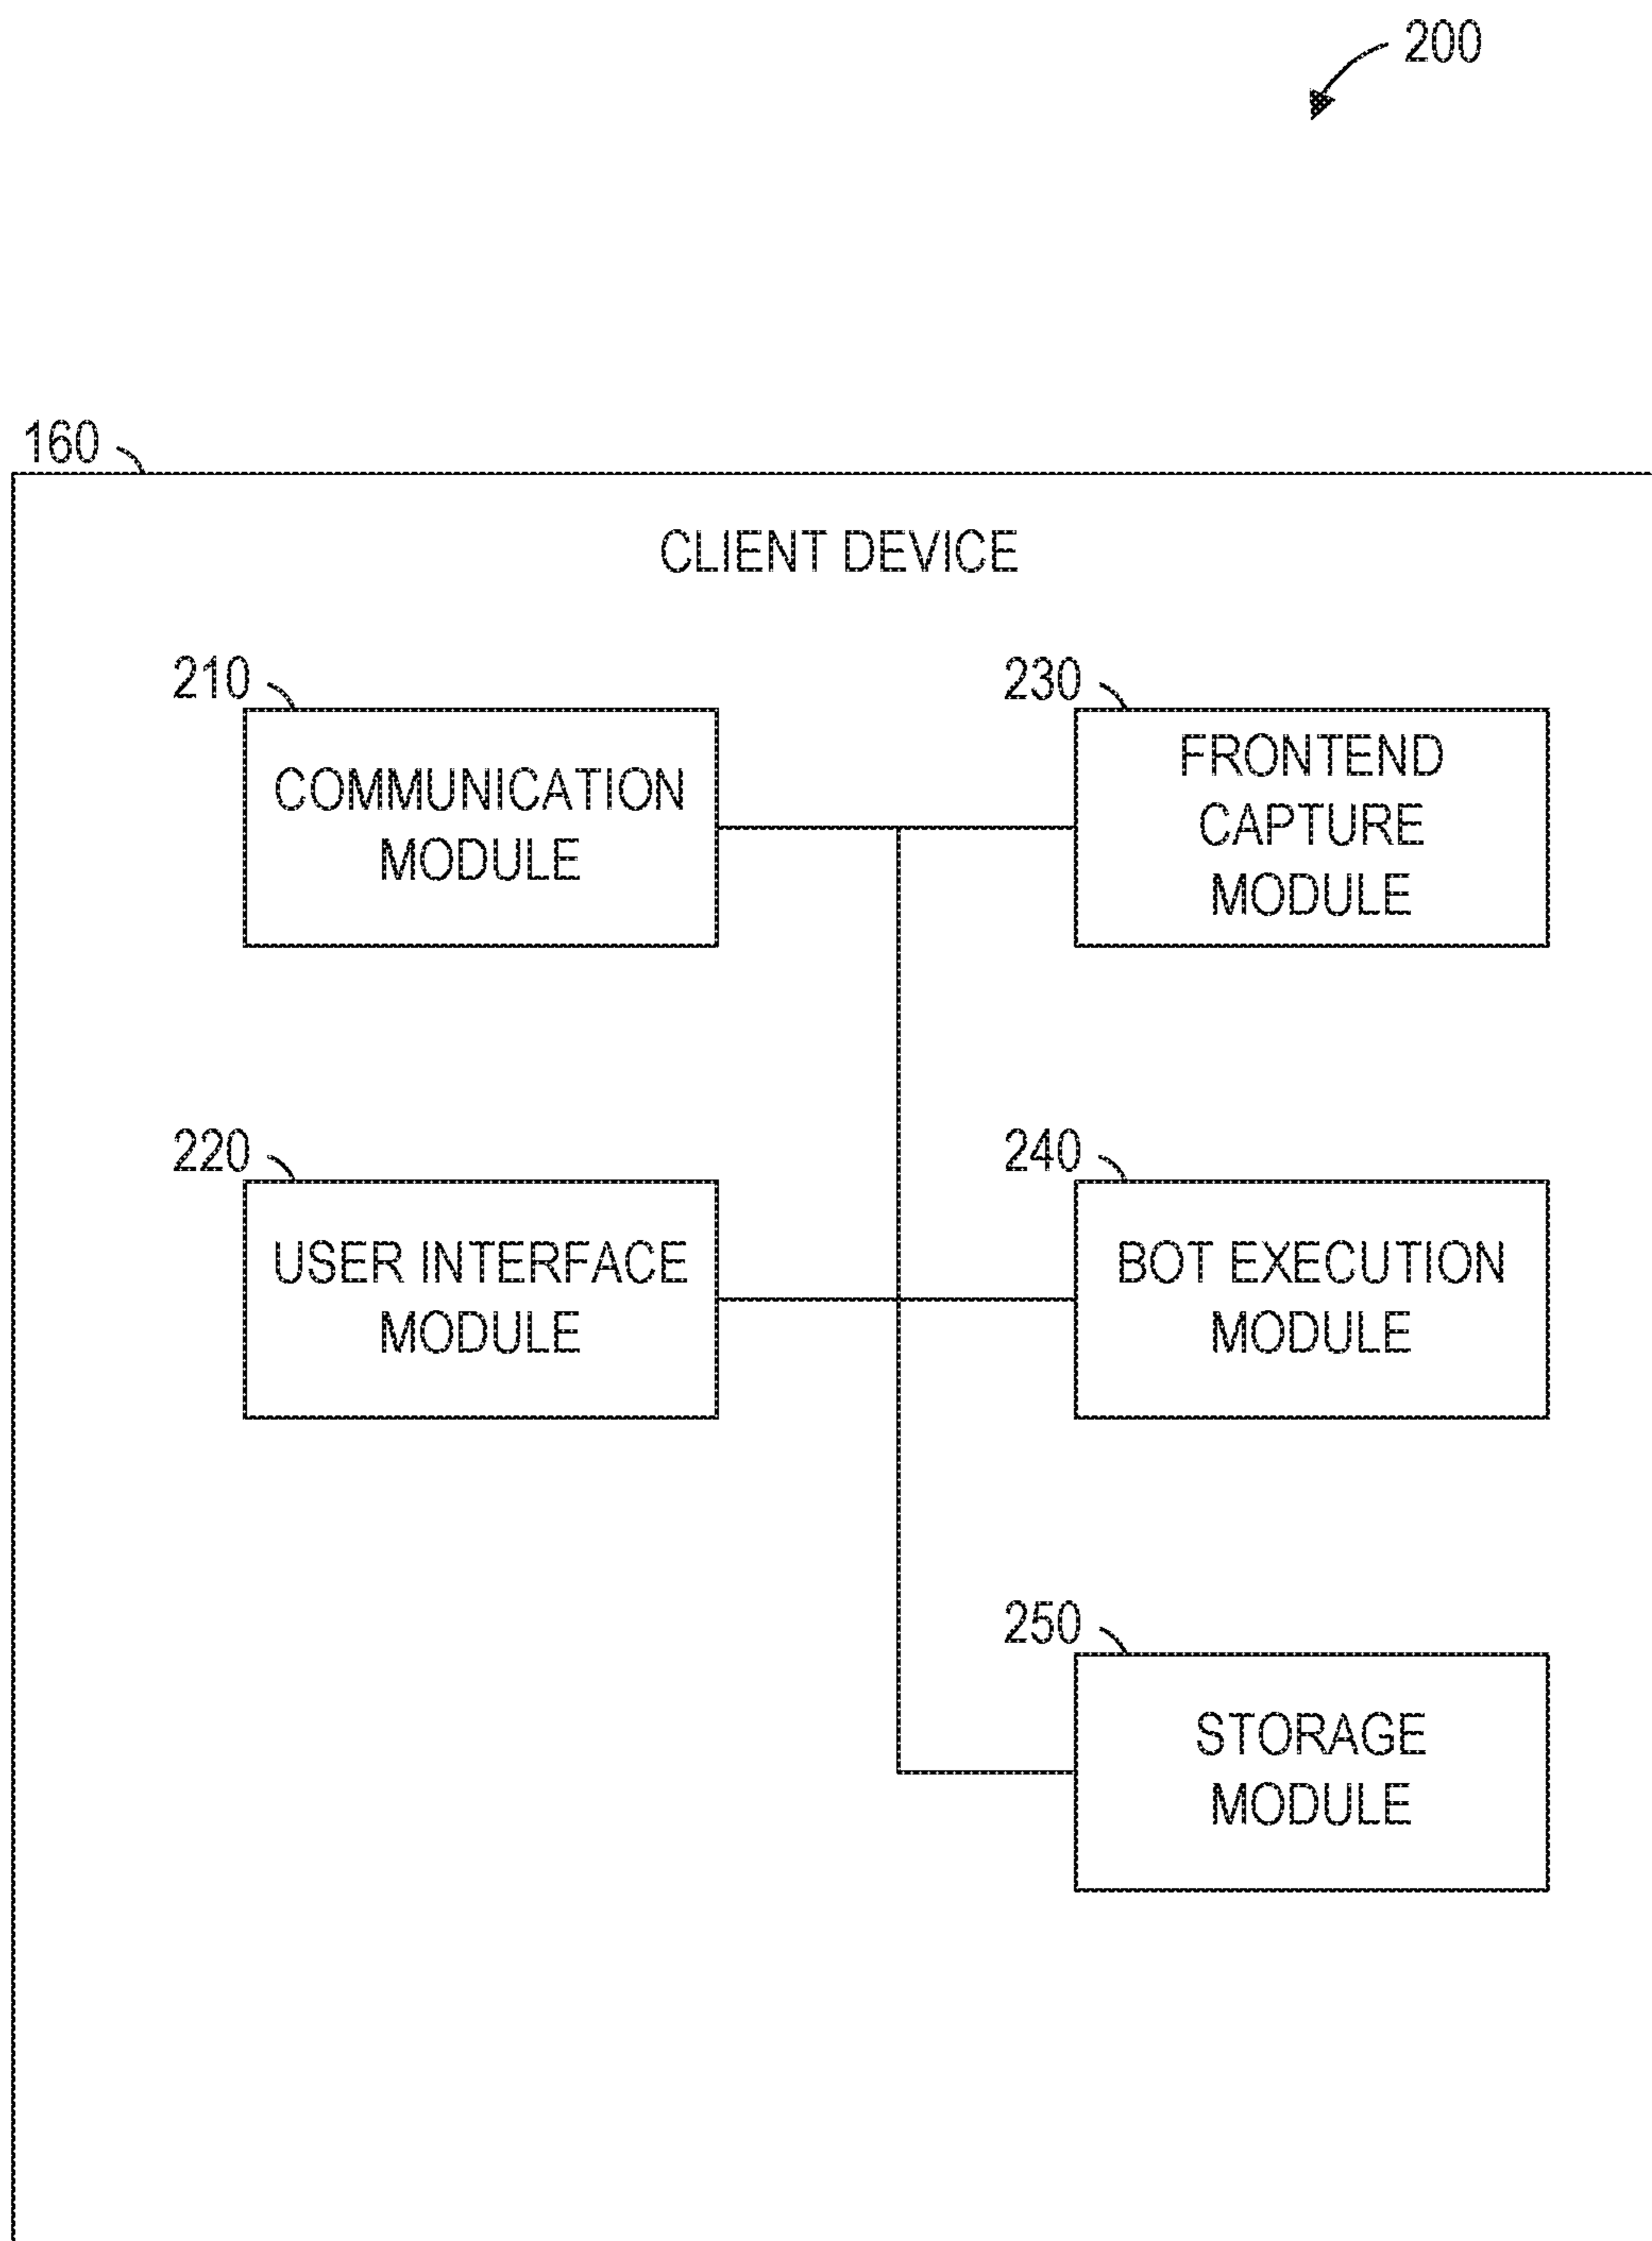 200
160
CLIENT DEVICE
210
COMMUNICATION
MODULE
230
FRONTEND
CAPTURE
MODULE
220
USER INTERFACE
MODULE
240
BOT EXECUTION
MODULE
250
STORAGE
MODULE